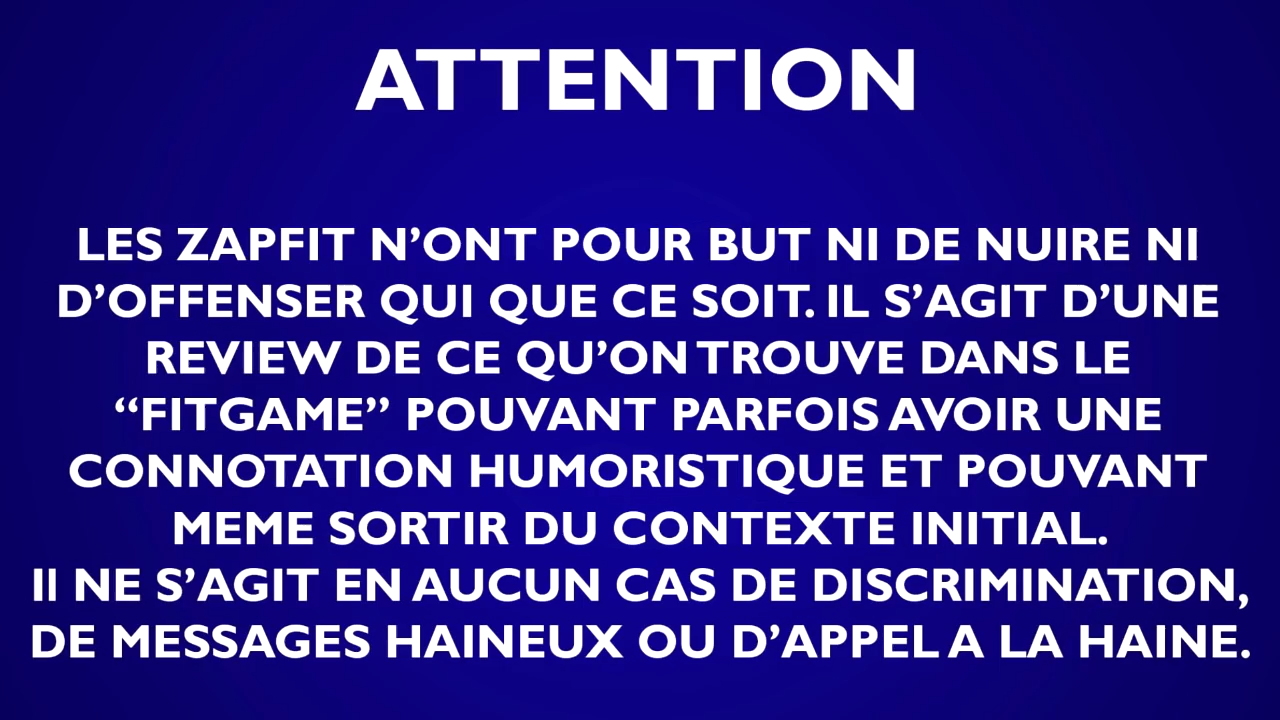 ATTENTION
LES ZAPFIT N’ONT POUR BUT NI DE NUIRE NI
D’OFFENSER QUI QUE CE SOIT. IL S’AGIT D’UNE
REVIEW DE CE QU’ON TROUVE DANS LE
“FITGAME” POUVANT PARFOIS AVOIR UNE
CONNOTATION HUMORISTIQUE ET POUVANT
MEME SORTIR DU CONTEXTE INITIAL.
Il NE S’AGIT EN AUCUN CAS DE DISCRIMINATION,
DE MESSAGES HAINEUX OU D’APPEL A LA HAINE.